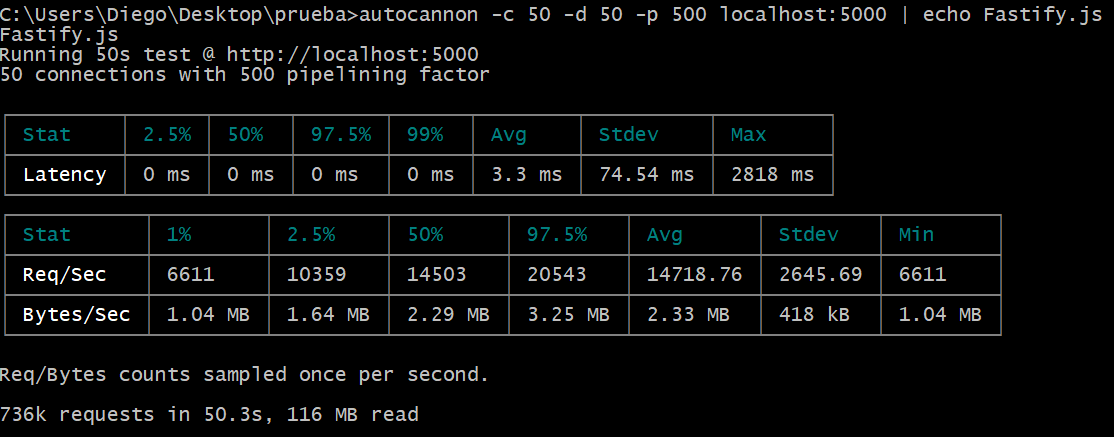 C:\Users\Diego\Desktop\prueba>autocannon -c 50 -d 50 -p 500 localhost:5000 | echo Fastify.js
Fastify.js
Running 50s test @ http://localhost:5000
50 connections with 500 pipelining factor
Stat 2.5% 50% 97.5% 99% Avg Stdev Max
Latency 0 ms 0 ms 0 ms 0 ms 3.3 ms 74.54 ms 2818 ms
Stat 1% 2.5% 50% 97.5% Avg Stdev Min
Req/Sec 6611 10359 14503 20543 14718.76 2645.69 6611
Bytes/Sec 1.04 MB 1.64 MB 2.29 MB 3.25 MB 2.33 MB 418 kB 1.04 MB
Req/Bytes counts sampled once per second.
736k requests in 50.3s, 116 MB read